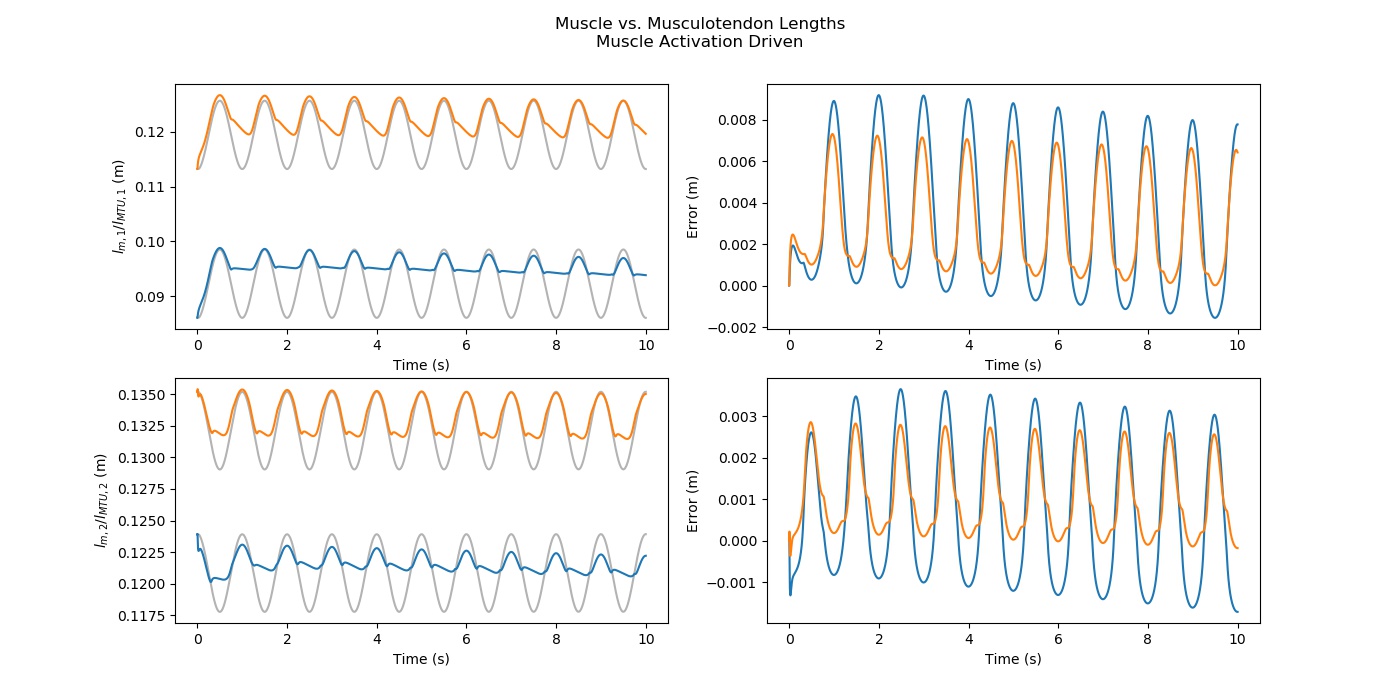 Muscle vs. Musculotendon Lengths
Muscle Activation Driven
l_{m,1}/l_{MTU,1} (m)
0.12
0.11
0.10
0.09
0 2 4 6 8 10
Time (s)
Error (m)
0.008
0.006
0.004
0.002
0.000
−0.002
0 2 4 6 8 10
Time (s)
l_{m,2}/l_{MTU,2} (m)
0.1350
0.1325
0.1300
0.1275
0.1250
0.1225
0.1200
0.1175
0 2 4 6 8 10
Time (s)
Error (m)
0.003
0.002
0.001
0.000
−0.001
0 2 4 6 8 10
Time (s)